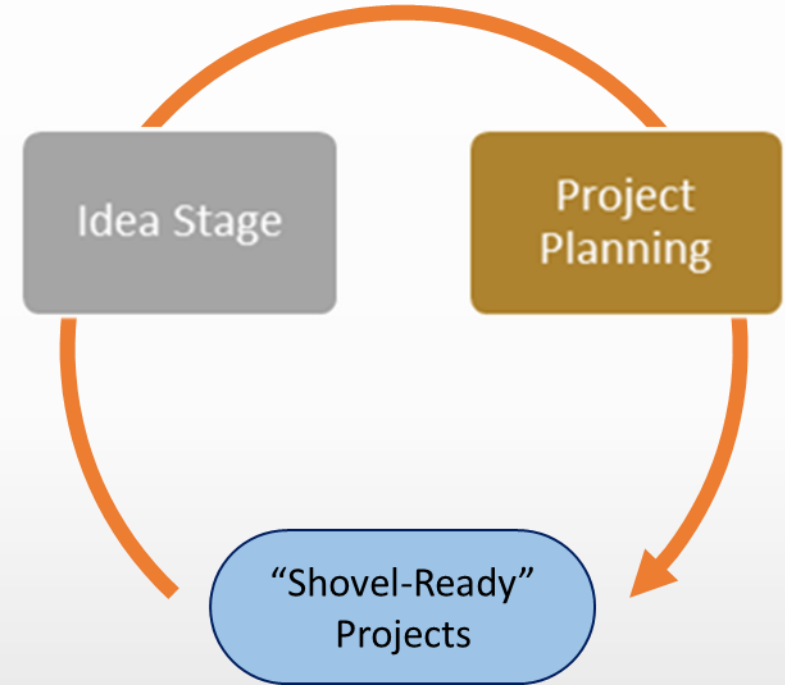 Idea Stage
Project
Planning
“Shovel-Ready”
Projects